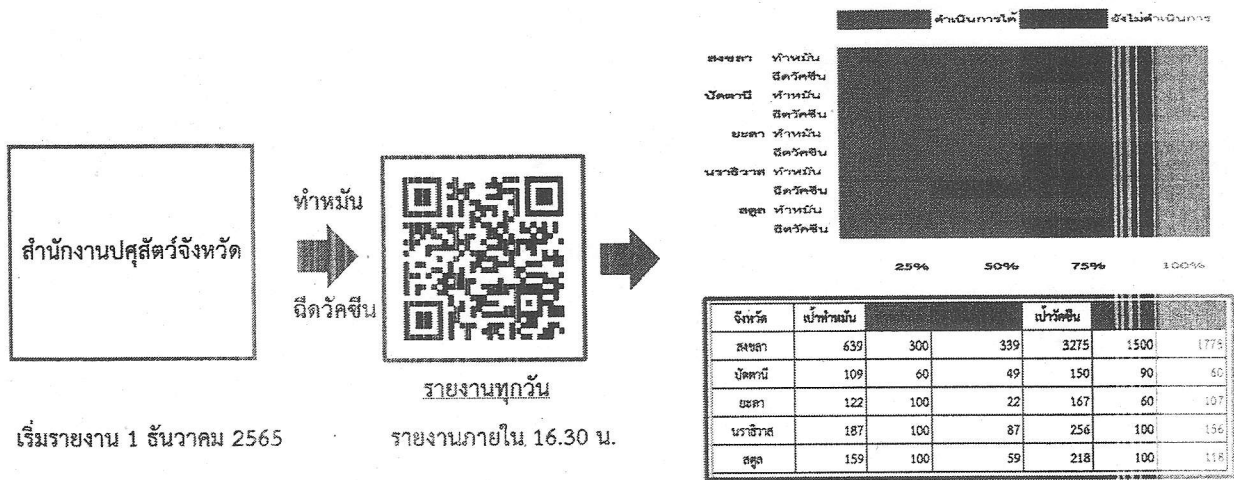 สำนักงานปศุสัตว์จังหวัด
เริ่มรายงาน 1 ธันวาคม 2565
ทำหมัน
ฉีดวัคซีน
รายงานทุกวัน
รายงานภายใน 16.30 น.
ดำเนินการได้ ยังไม่ดำเนินการ
สงขลา ทำหมัน
ฉีดวัคซีน
ปัตตานี ทำหมัน
ฉีดวัคซีน
ยะลา ทำหมัน
ฉีดวัคซีน
นราธิวาส ทำหมัน
ฉีดวัคซีน
สตูล ทำหมัน
ฉีดวัคซีน
25% 50% 75% 100%
จังหวัด เป้าทำหมัน เป้าวัคซีน
สงขลา 639 300 339 3275 1500 1775
ปัตตานี 109 60 49 150 90 60
ยะลา 122 100 22 167 60 107
นราธิวาส 187 100 87 256 100 156
สตูล 159 100 59 218 100 118